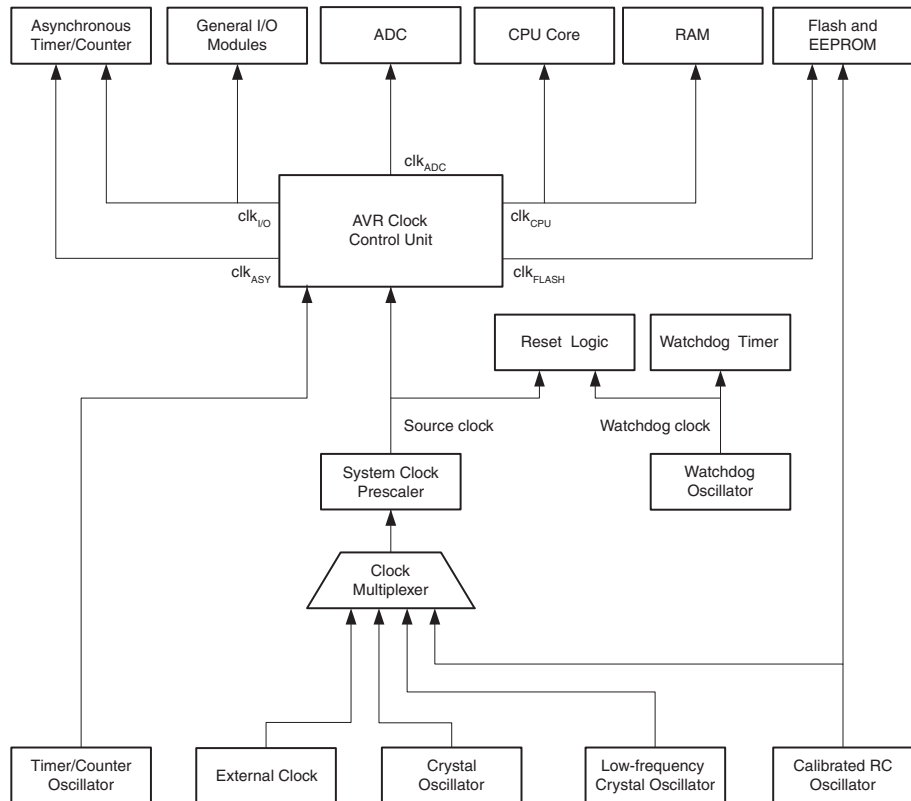 Asynchronous
Timer/Counter
General I/O
Modules
ADC
CPU Core
RAM
Flash and
EEPROM
clkADC
clkI/O
AVR Clock
Control Unit
clkCPU
clkASY
clkFLASH
Reset Logic
Watchdog Timer
Source clock
Watchdog clock
System Clock
Prescaler
Watchdog
Oscillator
Clock
Multiplexer
Timer/Counter
Oscillator
External Clock
Crystal
Oscillator
Low-frequency
Crystal Oscillator
Calibrated RC
Oscillator